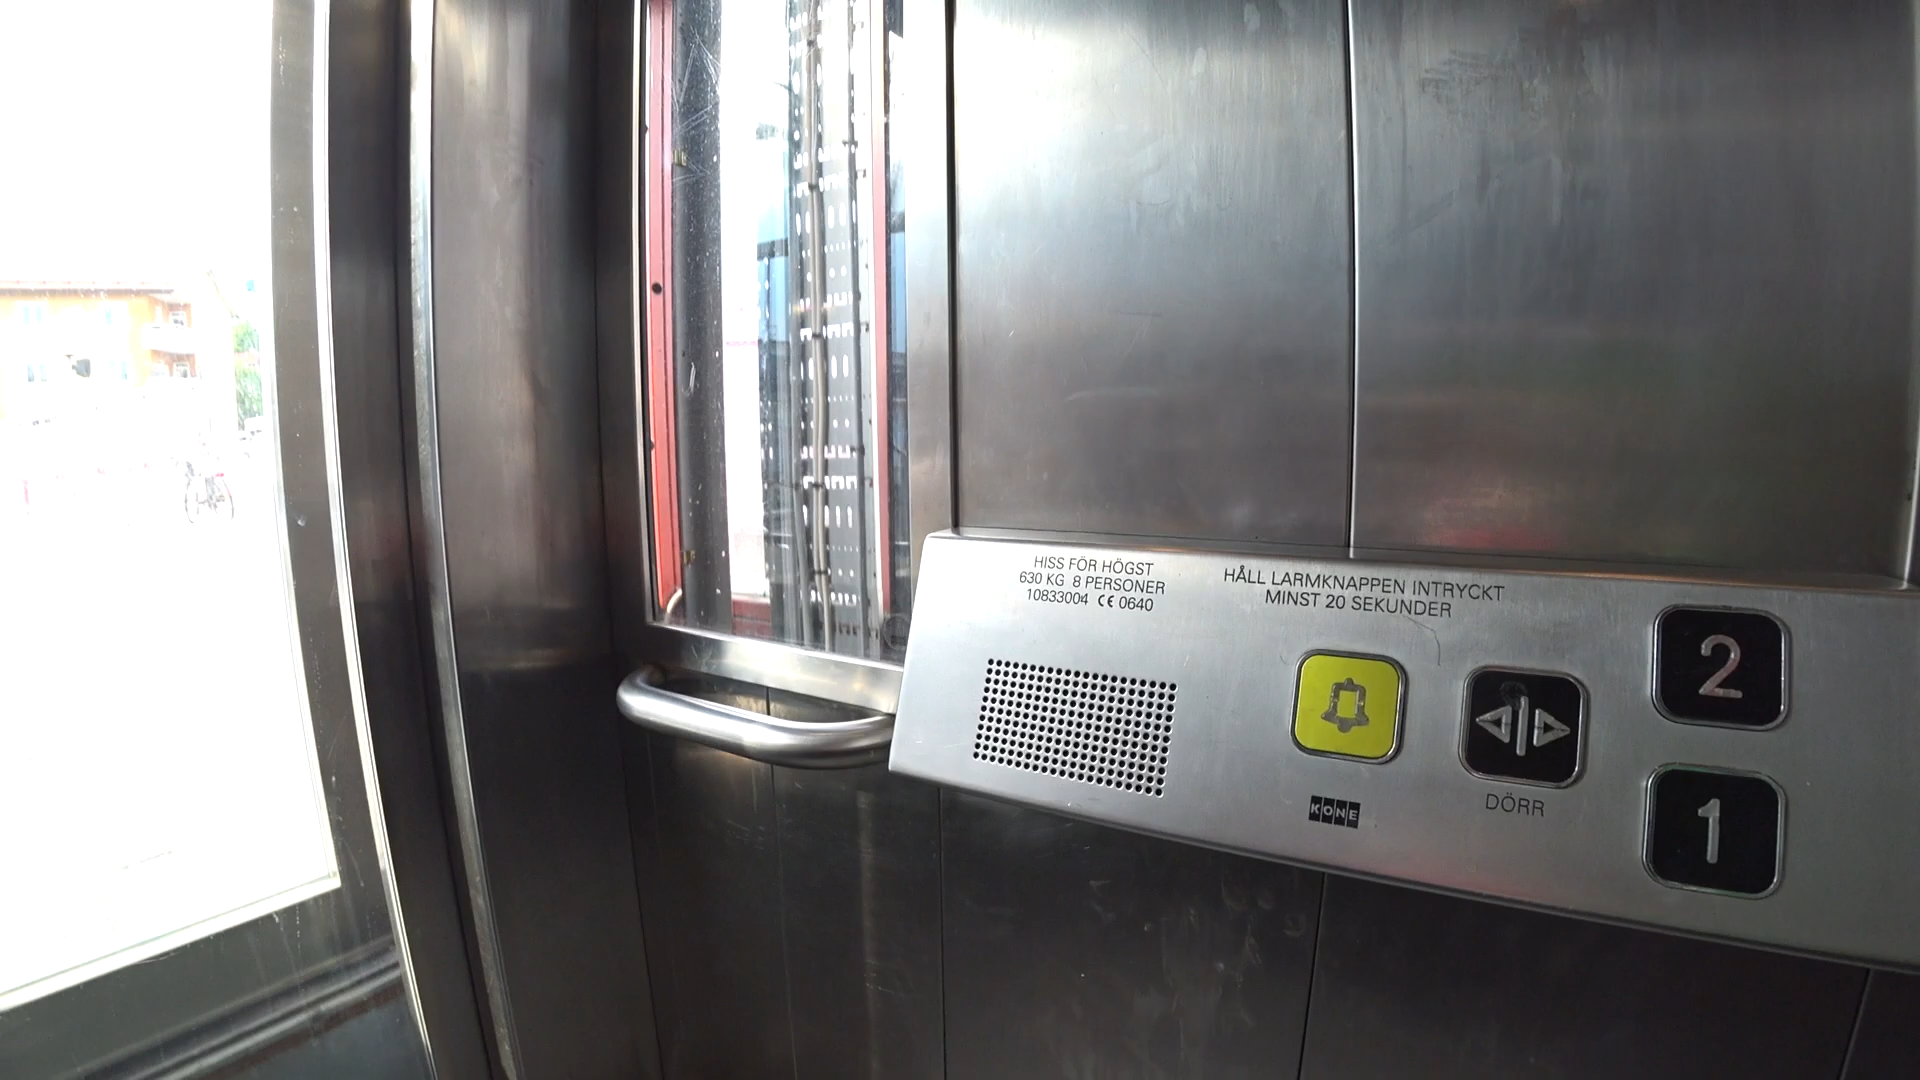 HISS FÖR HÖGST
630 KG 8 PERSONER
10833004 CE 0640
HÅLL LARMKNAPPEN INTRYCKT
MINST 20 SEKUNDER
2
DÖRR
1
KONE